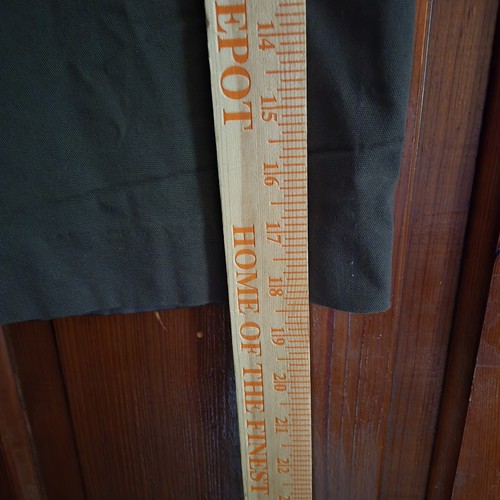 EPOT HOME OF THE FINEST
14 15 16 17 18 19 20 21 22